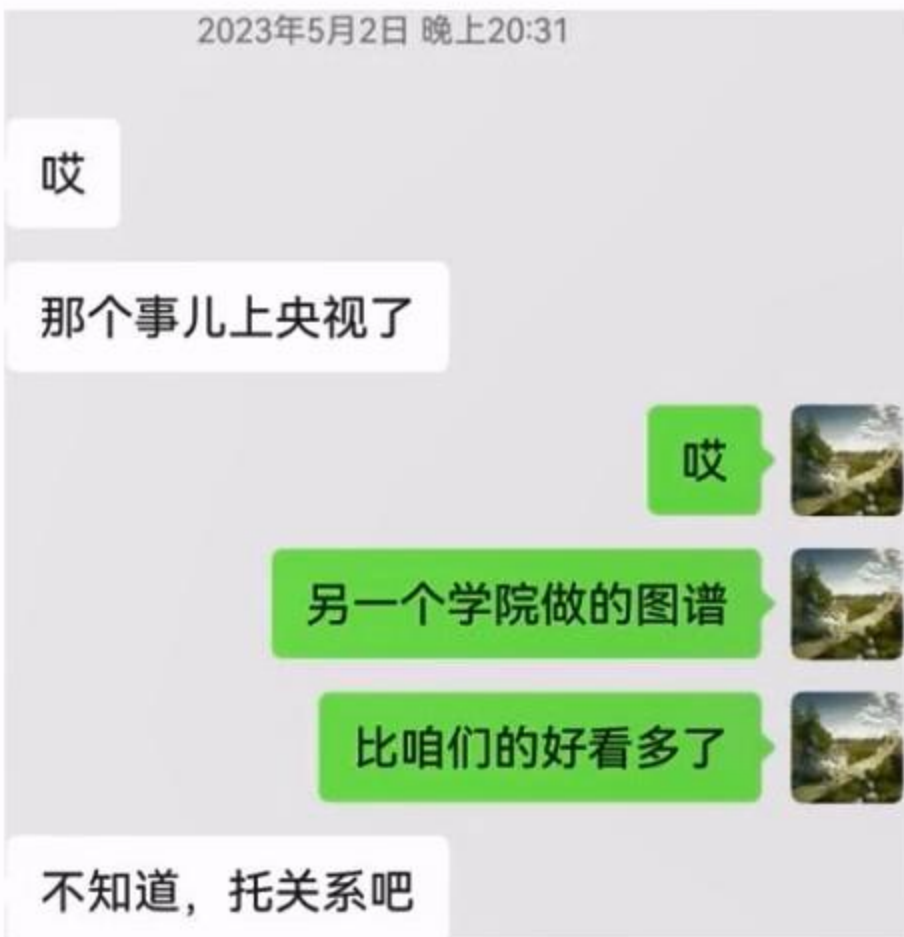 2023年5月2日 晚上20:31
哎
那个事儿上央视了
哎
另一个学院做的图谱
比咱们的好看多了
不知道，托关系吧